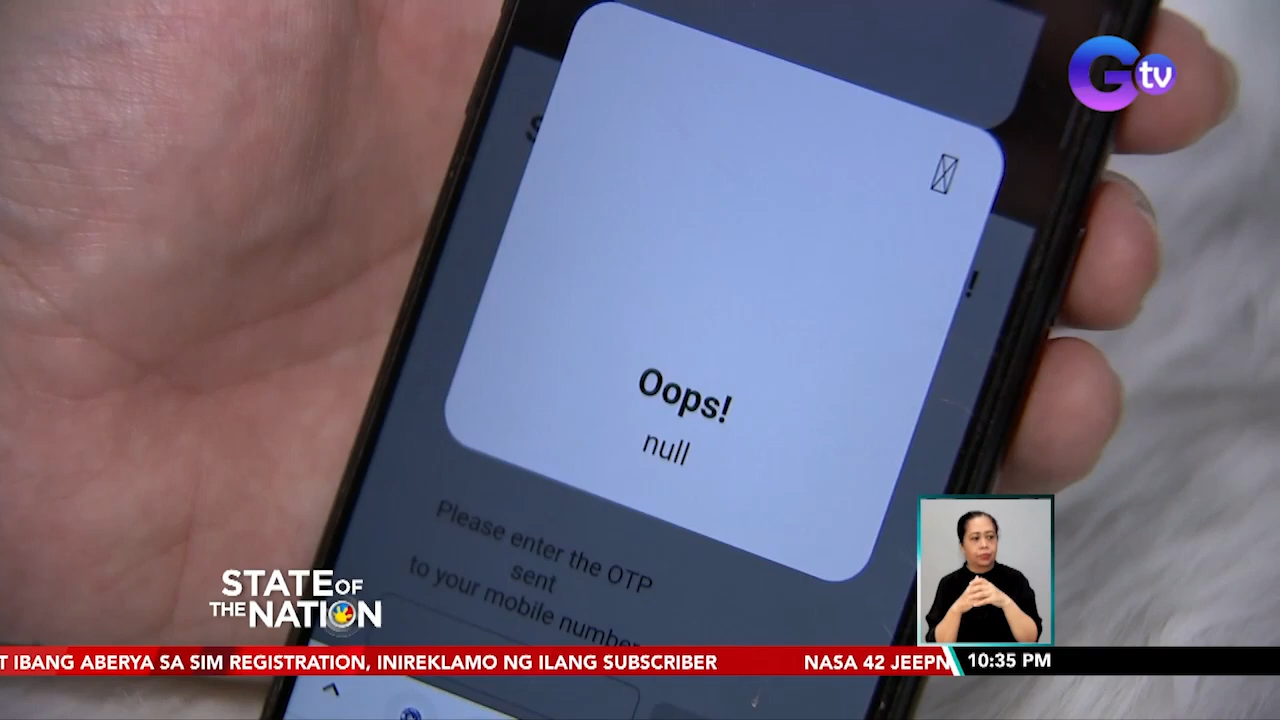 Gtv
S
!
Oops!
null
Please enter the OTP
sent
to your mobile number
STATE OF
THE NATION
T IBANG ABERYA SA SIM REGISTRATION, INIREKLAMO NG ILANG SUBSCRIBER NASA 42 JEEPN
10:35 PM